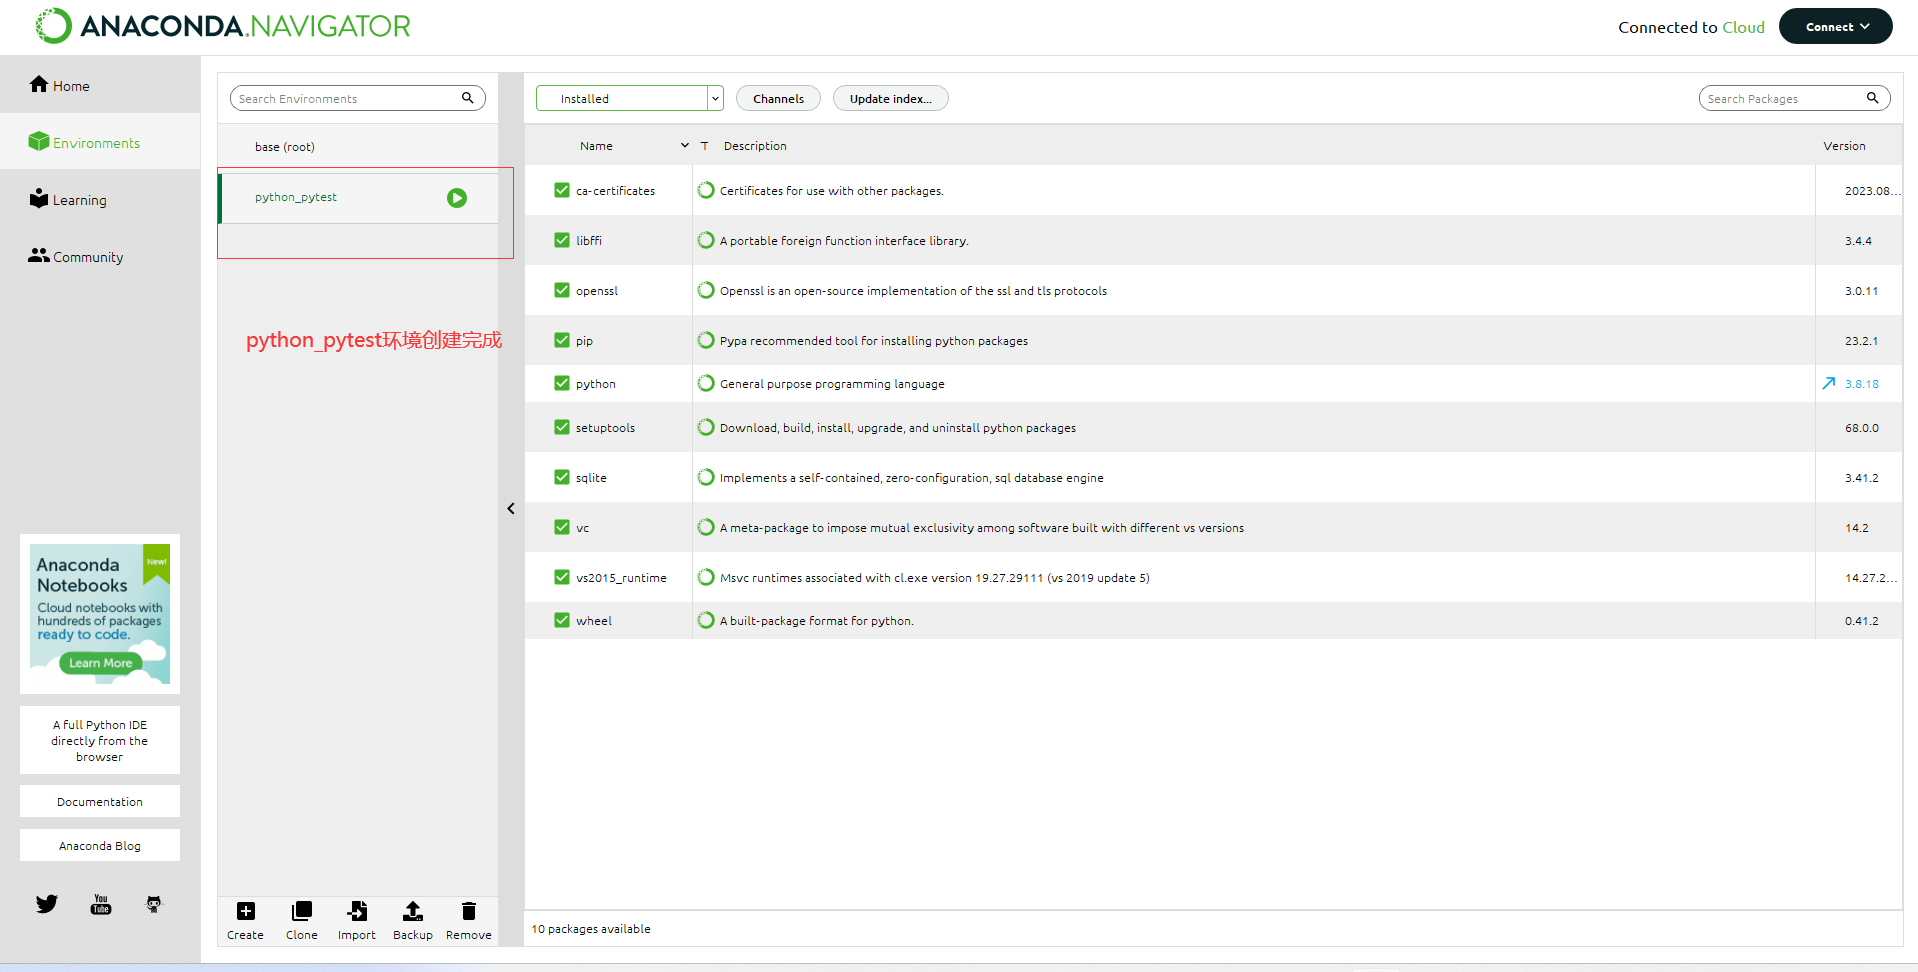 ANACONDA.NAVIGATOR
Connected to Cloud
Connect
Home
Environments
Learning
Community
Anaconda
Notebooks
New!
Cloud notebooks with
hundreds of packages
ready to code.
Learn More
A full Python IDE
directly from the
browser
Documentation
Anaconda Blog
You
Tube
Search Environments
base (root)
python_pytest
python_pytest环境创建完成
Create
Clone
Import
Backup
Remove
Installed
Channels
Update index...
Search Packages
Name T Description Version
ca-certificates Certificates for use with other packages. 2023.08...
libffi A portable foreign function interface library. 3.4.4
openssl Openssl is an open-source implementation of the ssl and tls protocols 3.0.11
pip Pypa recommended tool for installing python packages 23.2.1
python General purpose programming language 3.8.18
setuptools Download, build, install, upgrade, and uninstall python packages 68.0.0
sqlite Implements a self-contained, zero-configuration, sql database engine 3.41.2
vc A meta-package to impose mutual exclusivity among software built with different vs versions 14.2
vs2015_runtime Msvc runtimes associated with cl.exe version 19.27.29111 (vs 2019 update 5) 14.27.2...
wheel A built-package format for python. 0.41.2
10 packages available